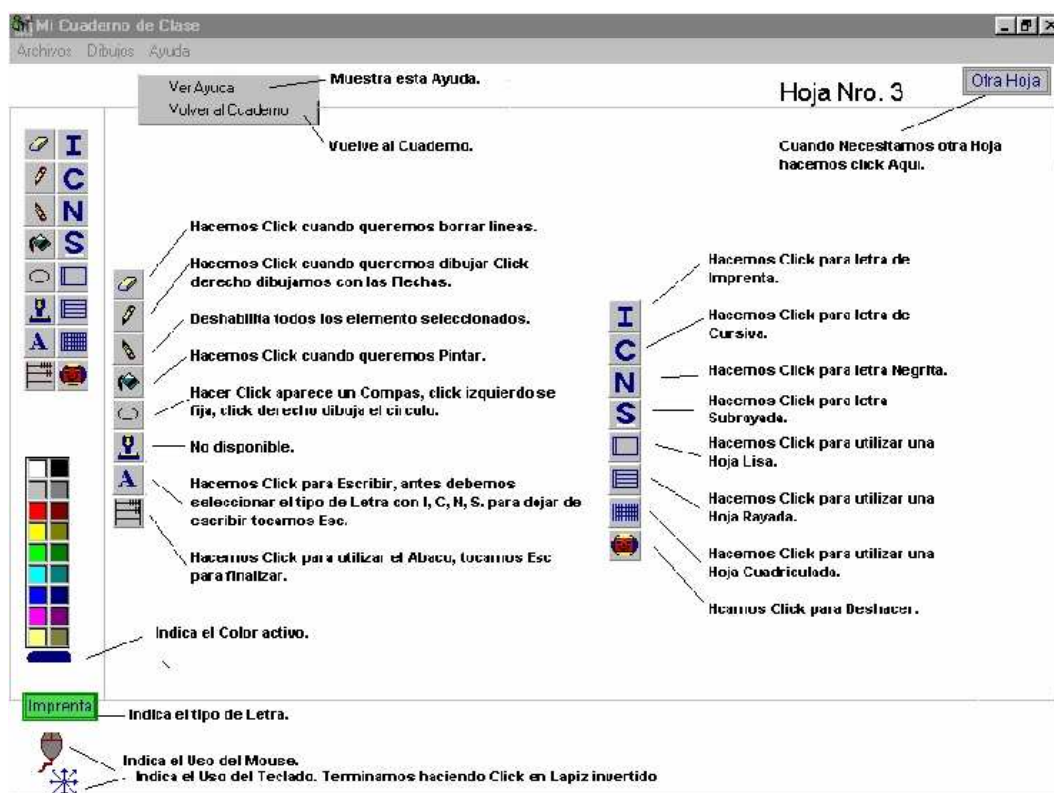 Mi Cuaderno de Clase
Archivos Dibujos Ayuda
Ver Ayuca
Volver al Cuaderno
Muestra esta Ayuda.
Vuelve al Cuaderno.
Hoja Nro. 3
Otra Hoja
Cuando Necesitamos otra Hoja
hacemos click Aqui.
I
C
N
S
A
Hacemos Click cuando queremos borrar lineas.
Hacemos Click cuando queremos dibujar Click
derecho dibujamos con las flechas.
Deshabilita todos los elemento seleccionados.
Hacemos Click cuando queremos Pintar.
Hacer Click aparece un Compas, click izquierdo se
fija, click derecho dibuja el circulo.
No disponible.
A
Hacemos Click para Escribir, antes debemos
seleccionar el tipo de Letra con I, C, N, S. para dejar de
escribir tocamos Esc.
Hacemos Click para utilizar el Abaco, tocamos Esc
para finalizar.
I
Hacemos Click para letra de
Imprenta.
C
Hacemos Click para letra de
Cursiva.
N
Hacemos Click para letra Negrita.
S
Hacemos Click para letra
Subrayada.
Hacemos Click para utilizar una
Hoja Lisa.
Hacemos Click para utilizar una
Hoja Rayada.
Hacemos Click para utilizar una
Hoja Cuadriculada.
Hcamos Click para Deshacer.
Indica el Color activo.
Imprenta
Indica el tipo de Letra.
Indica el Uso del Mouse.
Indica el Uso del Teclado. Terminamos haciendo Click en Lapiz invertido